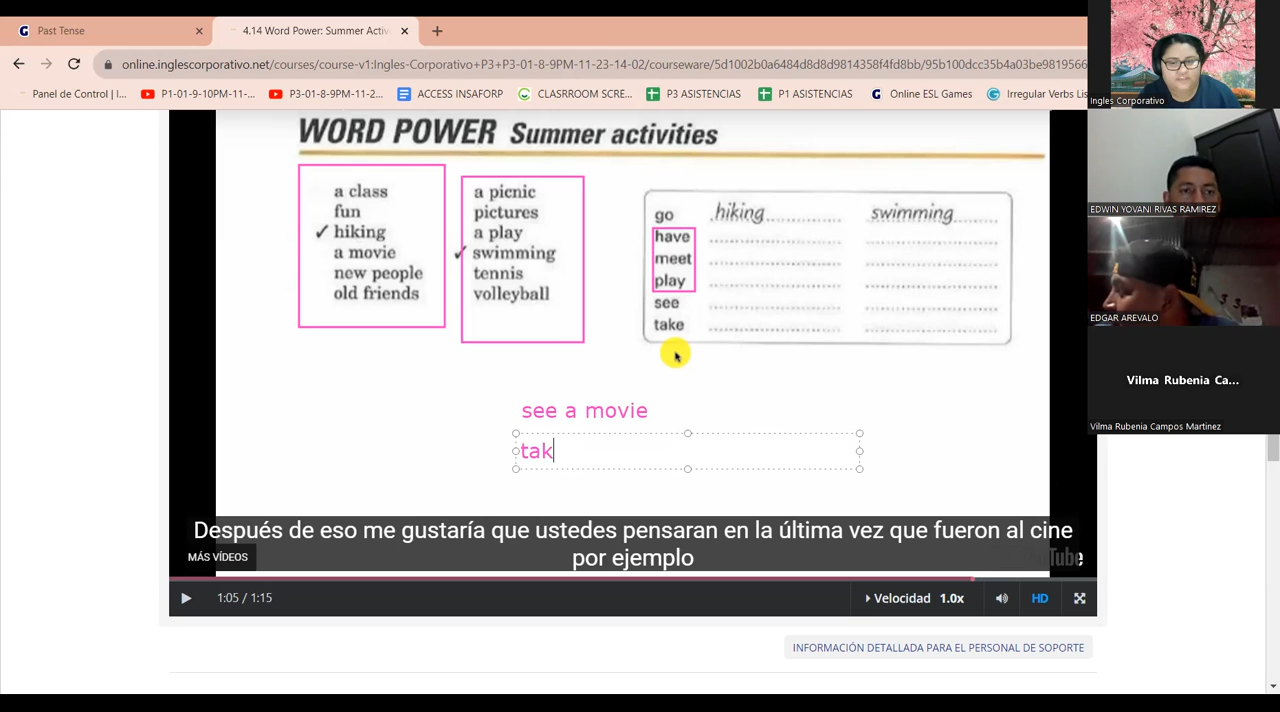 Past Tense
4.14 Word Power: Summer Activ
online.inglescorporativo.net/courses/course-v1:Ingles-Corporativo+P3+P3-01-8-9PM-11-23-14-02/courseware/5d1002b0a6484d8d8d9814358f4fd8bb/95b100dcc35b4a03be9819566
Panel de Control | I...
P1-01-9-10PM-11-...
P3-01-8-9PM-11-2...
ACCESS INSAFORP
CLASRROOM SCRE...
P3 ASISTENCIAS
P1 ASISTENCIAS
Online ESL Games
Irregular Verbs Lis
WORD POWER Summer activities
a class
fun
✓ hiking
a movie
new people
old friends
a picnic
pictures
a play
✓ swimming
tennis
volleyball
go hiking swimming
have
meet
play
see
take
see a movie
tak
Después de eso me gustaría que ustedes pensaran en la última vez que fueron al cine
por ejemplo
MÁS VÍDEOS
1:05 / 1:15
Velocidad 1.0x
HD
INFORMACIÓN DETALLADA PARA EL PERSONAL DE SOPORTE
Ingles Corporativo
EDWIN YOVANI RIVAS RAMIREZ
EDGAR AREVALO
Vilma Rubenia Ca...
Vilma Rubenia Campos Martinez